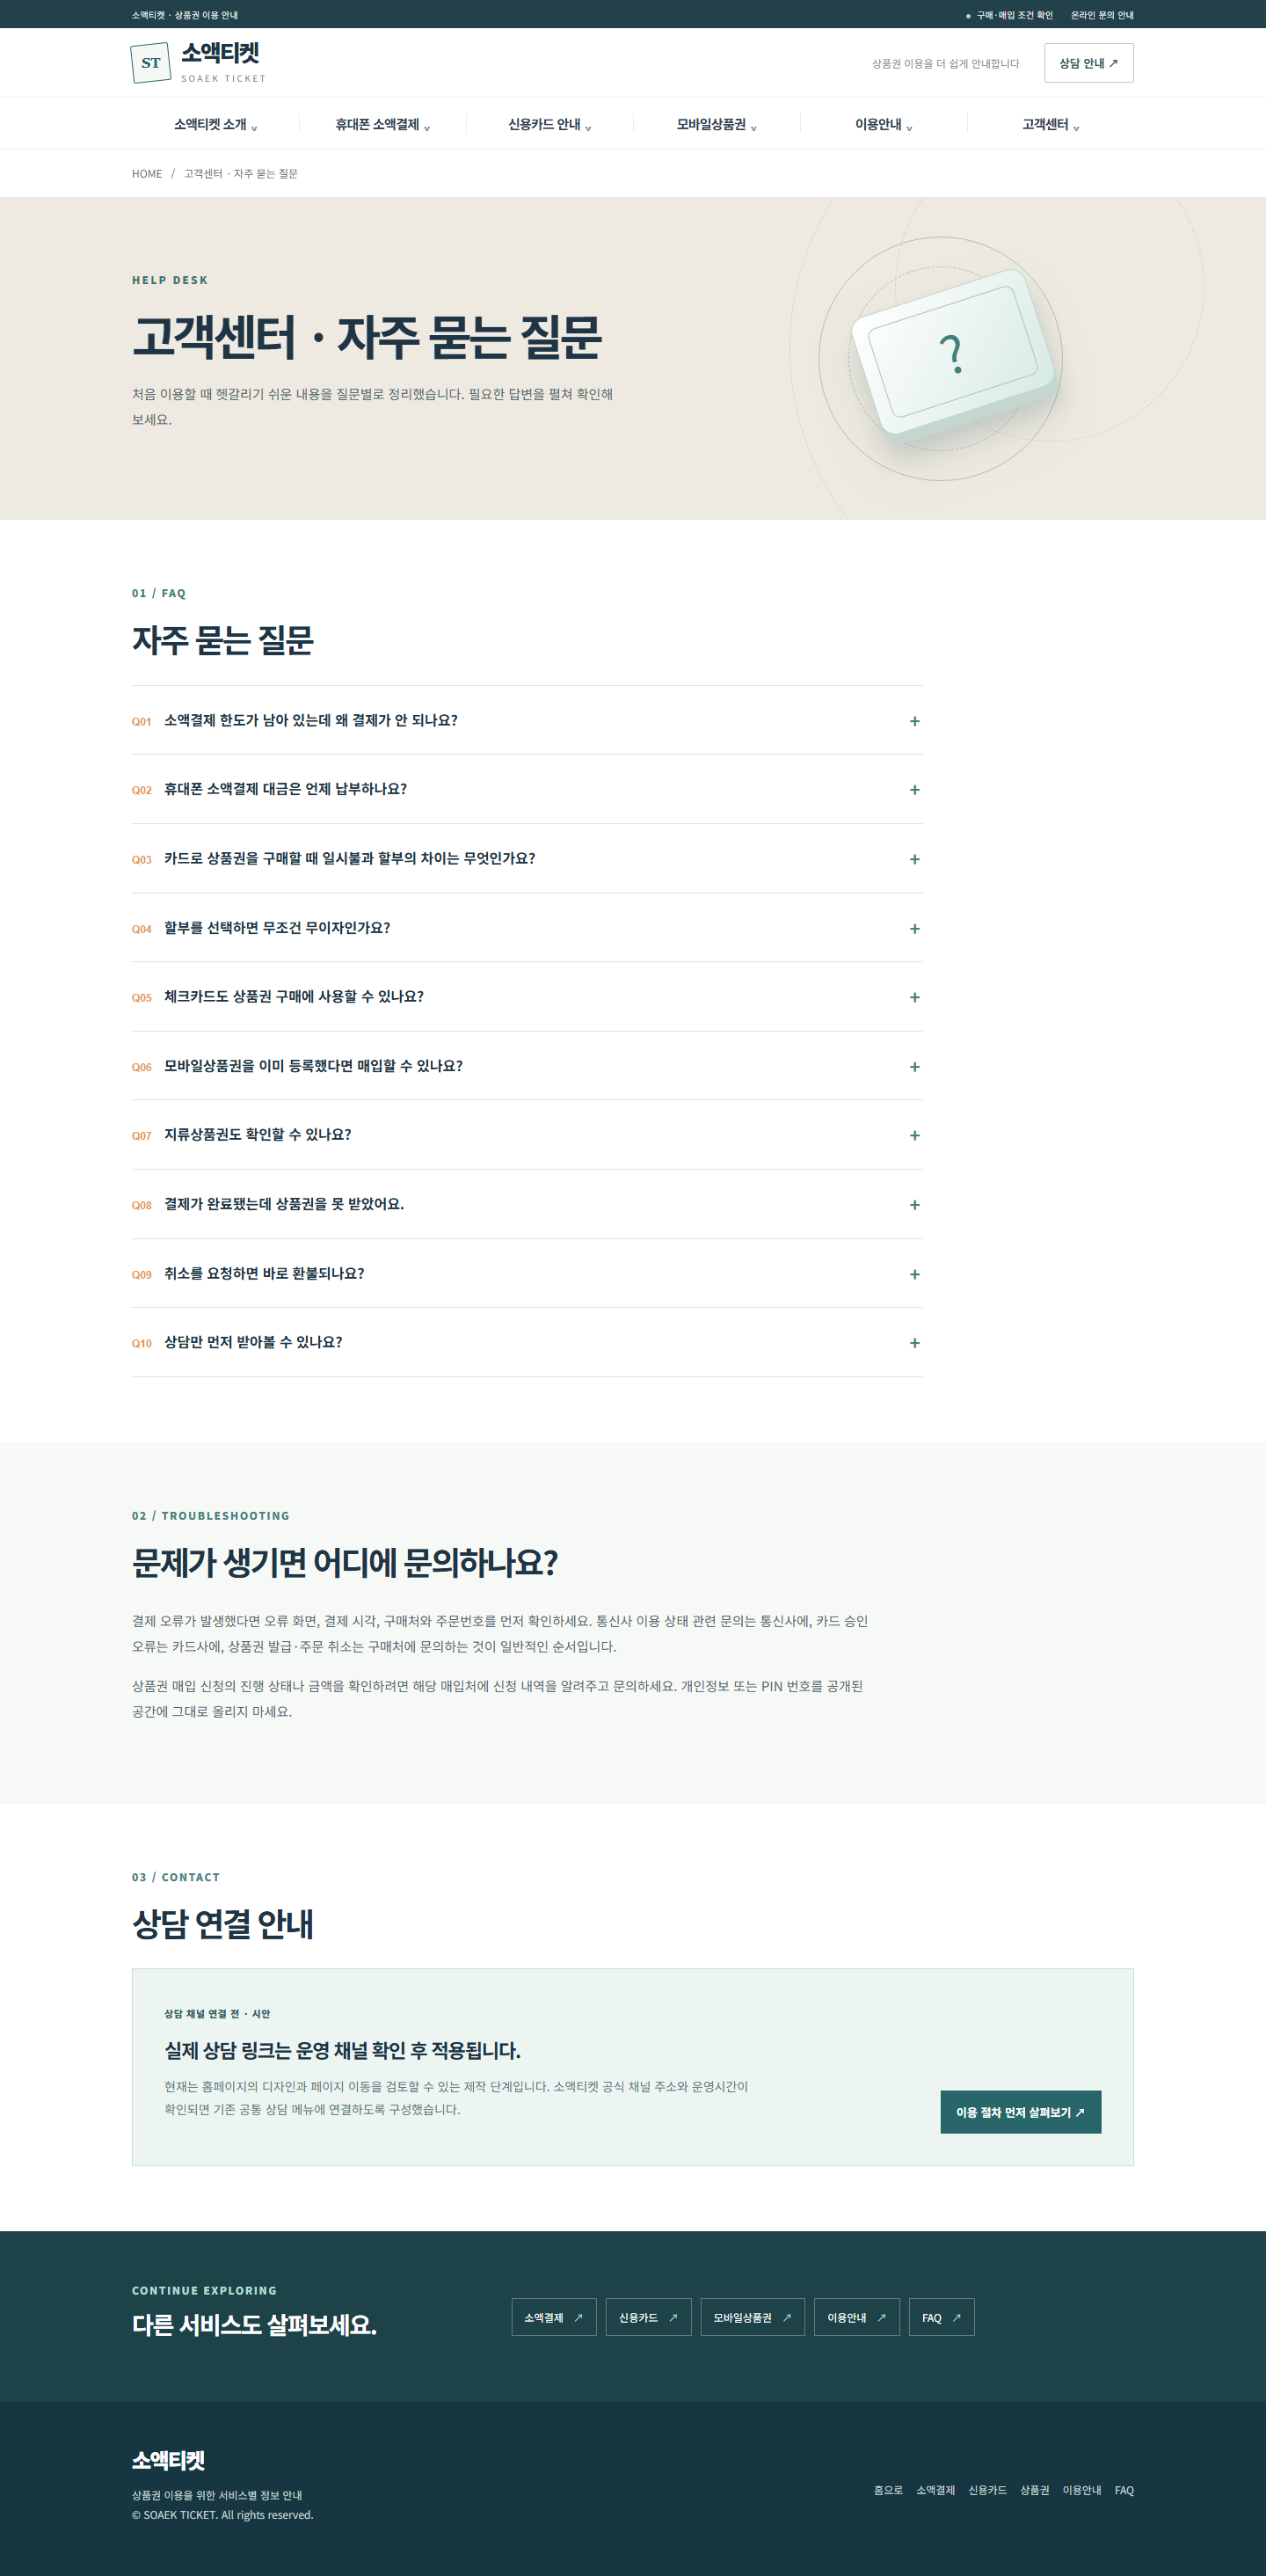 소액티켓 · 상품권 이용 안내
구매·매입 조건 확인 온라인 문의 안내
ST 소액티켓
SOAEK TICKET
상품권 이용을 더 쉽게 안내합니다 상담 안내 ↗
소액티켓 소개 휴대폰 소액결제 신용카드 안내 모바일상품권 이용안내 고객센터
HOME / 고객센터 · 자주 묻는 질문
HELP DESK
고객센터 · 자주 묻는 질문
처음 이용할 때 헷갈리기 쉬운 내용을 질문별로 정리했습니다. 필요한 답변을 펼쳐 확인해
보세요.
?
01 / FAQ
자주 묻는 질문
Q01 소액결제 한도가 남아 있는데 왜 결제가 안 되나요? +
Q02 휴대폰 소액결제 대금은 언제 납부하나요? +
Q03 카드로 상품권을 구매할 때 일시불과 할부의 차이는 무엇인가요? +
Q04 할부를 선택하면 무조건 무이자인가요? +
Q05 체크카드도 상품권 구매에 사용할 수 있나요? +
Q06 모바일상품권을 이미 등록했다면 매입할 수 있나요? +
Q07 지류상품권도 확인할 수 있나요? +
Q08 결제가 완료됐는데 상품권을 못 받았어요. +
Q09 취소를 요청하면 바로 환불되나요? +
Q10 상담만 먼저 받아볼 수 있나요? +
02 / TROUBLESHOOTING
문제가 생기면 어디에 문의하나요?
결제 오류가 발생했다면 오류 화면, 결제 시각, 구매처와 주문번호를 먼저 확인하세요. 통신사 이용 상태 관련 문의는 통신사에, 카드 승인
오류는 카드사에, 상품권 발급·주문 취소는 구매처에 문의하는 것이 일반적인 순서입니다.
상품권 매입 신청의 진행 상태나 금액을 확인하려면 해당 매입처에 신청 내역을 알려주고 문의하세요. 개인정보 또는 PIN 번호를 공개된
공간에 그대로 올리지 마세요.
03 / CONTACT
상담 연결 안내
상담 채널 연결 전 · 시안
실제 상담 링크는 운영 채널 확인 후 적용됩니다.
현재는 홈페이지의 디자인과 페이지 이동을 검토할 수 있는 제작 단계입니다. 소액티켓 공식 채널 주소와 운영시간이
확인되면 기존 공통 상담 메뉴에 연결하도록 구성했습니다.
이용 절차 먼저 살펴보기 ↗
CONTINUE EXPLORING
다른 서비스도 살펴보세요.
소액결제 ↗ 신용카드 ↗ 모바일상품권 ↗ 이용안내 ↗ FAQ ↗
소액티켓
상품권 이용을 위한 서비스별 정보 안내
© SOAEK TICKET. All rights reserved.
홈으로 소액결제 신용카드 상품권 이용안내 FAQ